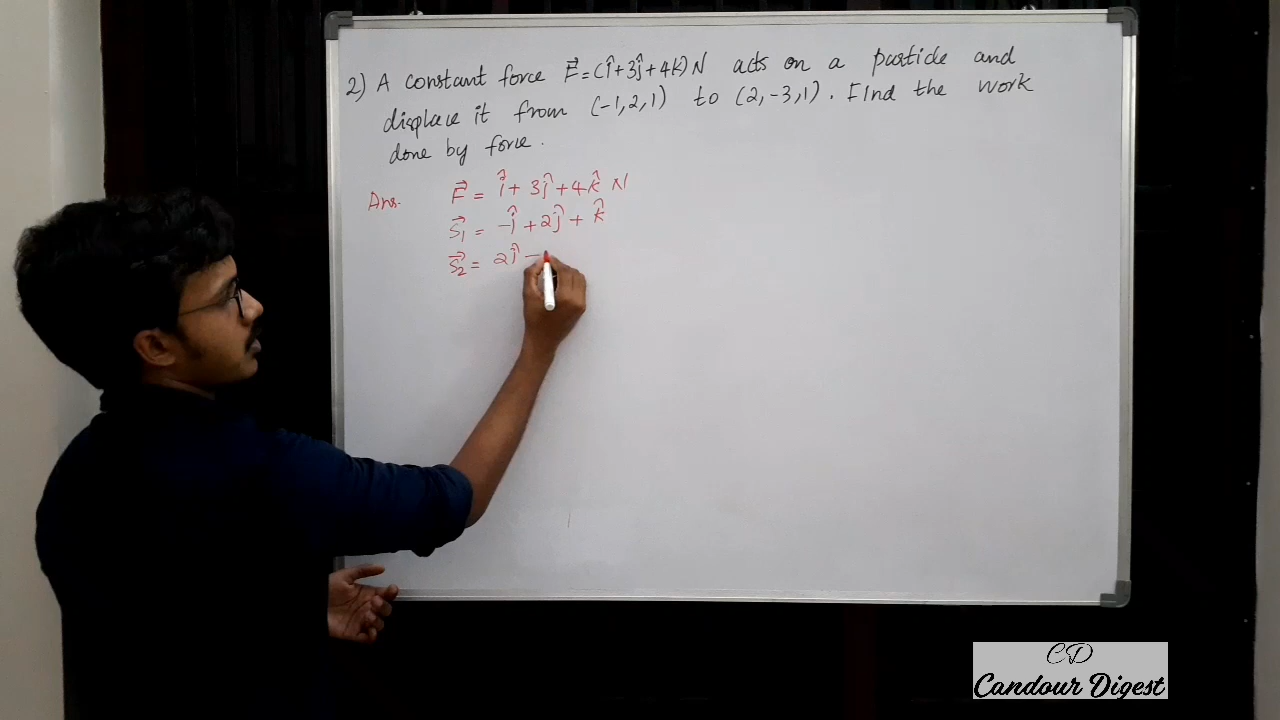 2) A constant force F⃗=(î+3ĵ+4k)N acts on a particle and
displace it from (-1,2,1) to (2,-3,1). Find the work
done by force.
Ans. F⃗ = î + 3ĵ + 4k̂ N
S⃗₁ = -î + 2ĵ + k̂
S⃗₂ = 2î -
CD
Candour Digest